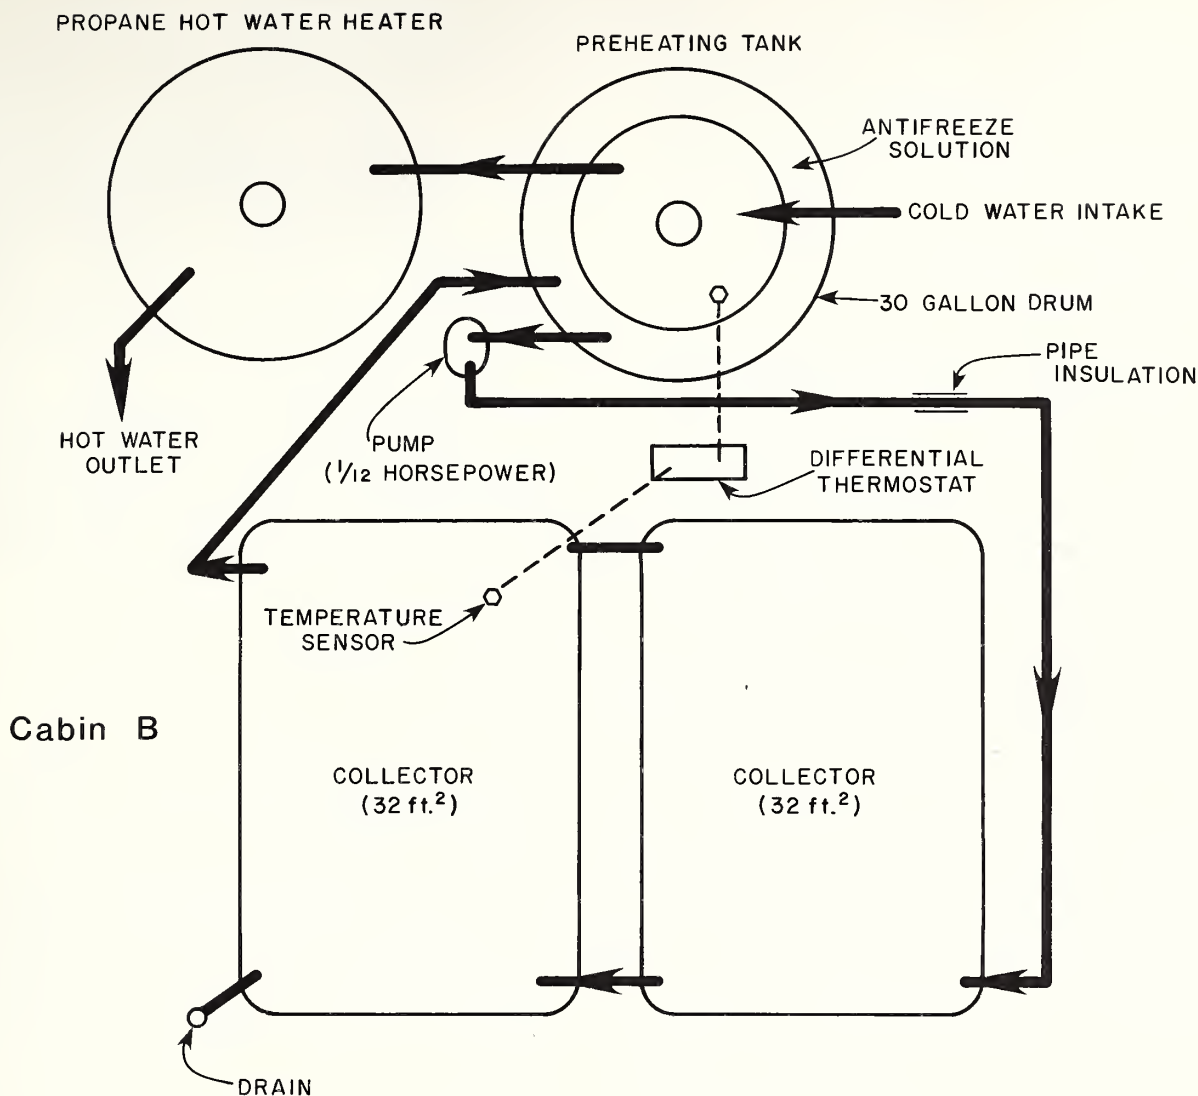 PROPANE HOT WATER HEATER
PREHEATING TANK
ANTIFREEZE
SOLUTION
COLD WATER INTAKE
30 GALLON DRUM
PIPE
INSULATION
HOT WATER
OUTLET
PUMP
(1/12 HORSEPOWER)
DIFFERENTIAL
THERMOSTAT
TEMPERATURE
SENSOR
Cabin B
COLLECTOR
(32 ft.²)
COLLECTOR
(32 ft.²)
DRAIN